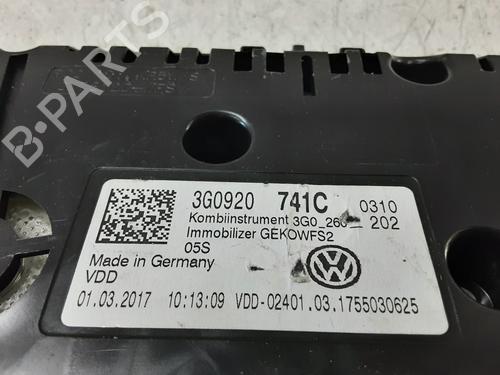 B-PARTS
3G0920 741C 0310
Kombiinstrument 3G0_260__ 202
Immobilizer GEKOWFS2
05S
Made in Germany
VDD
01.03.2017 10:13:09 VDD-02401.03.1755030625